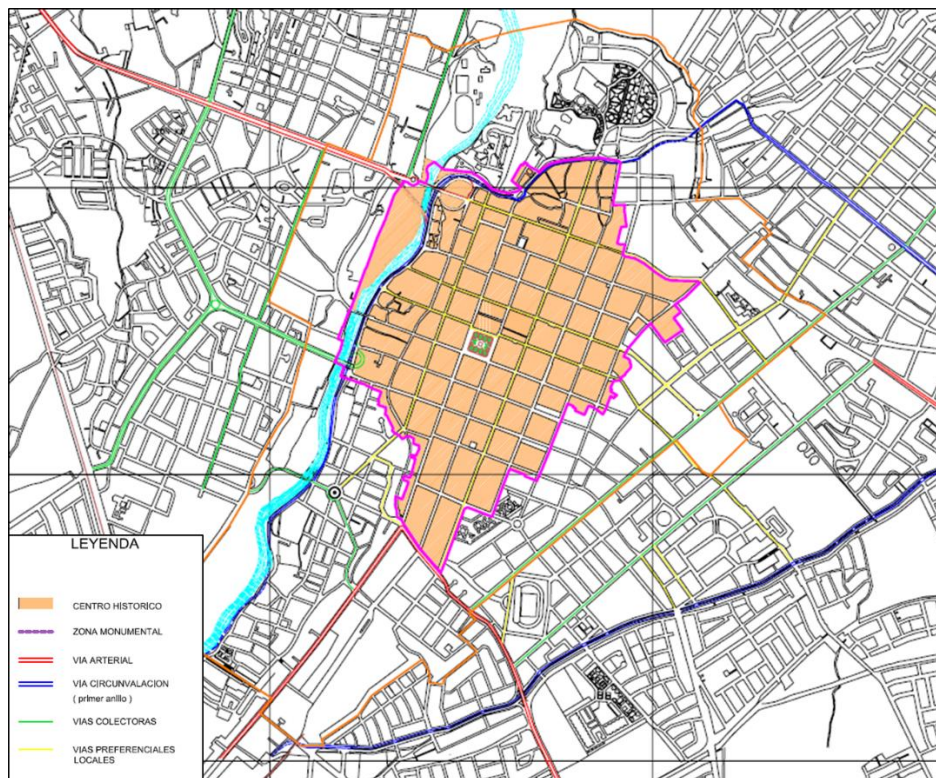 LEYENDA
CENTRO HISTORICO
ZONA MONUMENTAL
VIA ARTERIAL
VIA CIRCUNVALACION
( primer anillo )
VIAS COLECTORAS
VIAS PREFERENCIALES
LOCALES